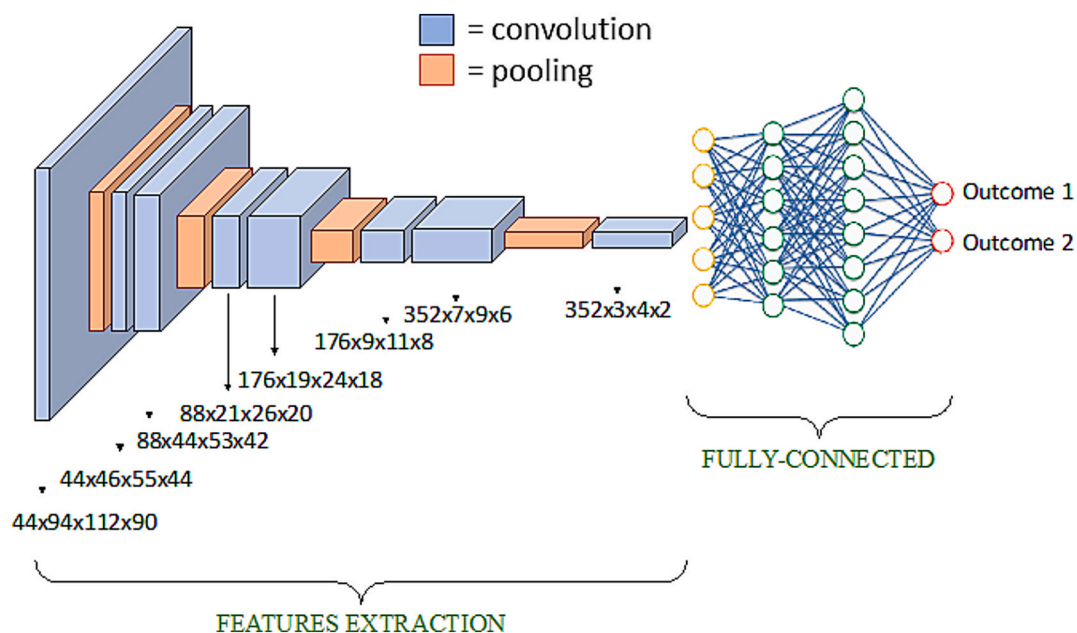 = convolution
= pooling
Outcome 1
Outcome 2
352x7x9x6
352x3x4x2
176x9x11x8
176x19x24x18
88x21x26x20
88x44x53x42
44x46x55x44
44x94x112x90
FULLY-CONNECTED
FEATURES EXTRACTION